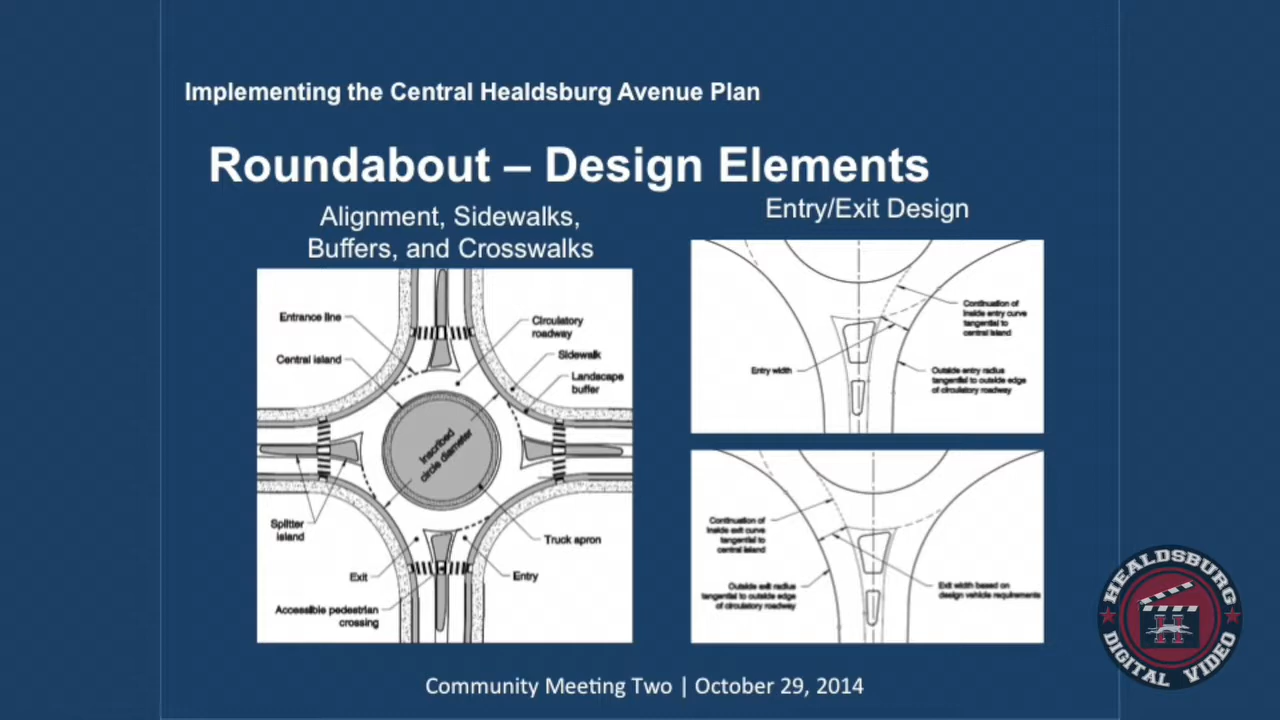 Implementing the Central Healdsburg Avenue Plan
Roundabout – Design Elements
Alignment, Sidewalks,
Buffers, and Crosswalks
Entrance line
Central island
Circulatory
roadway
Sidewalk
Landscape
buffer
Inscribed
circle diameter
Splitter
island
Truck apron
Exit
Entry
Accessible pedestrian
crossing
Entry/Exit Design
Continuation of
inside entry curve
tangential to
central island
Entry width
Outside entry radius
tangential to outside edge
of circulatory roadway
Continuation of
inside exit curve
tangential to
central island
Outside exit radius
tangential to outside edge
of circulatory roadway
Exit width based on
design vehicle requirements
Community Meeting Two | October 29, 2014
HEALDSBURG
H
DIGITAL VIDEO